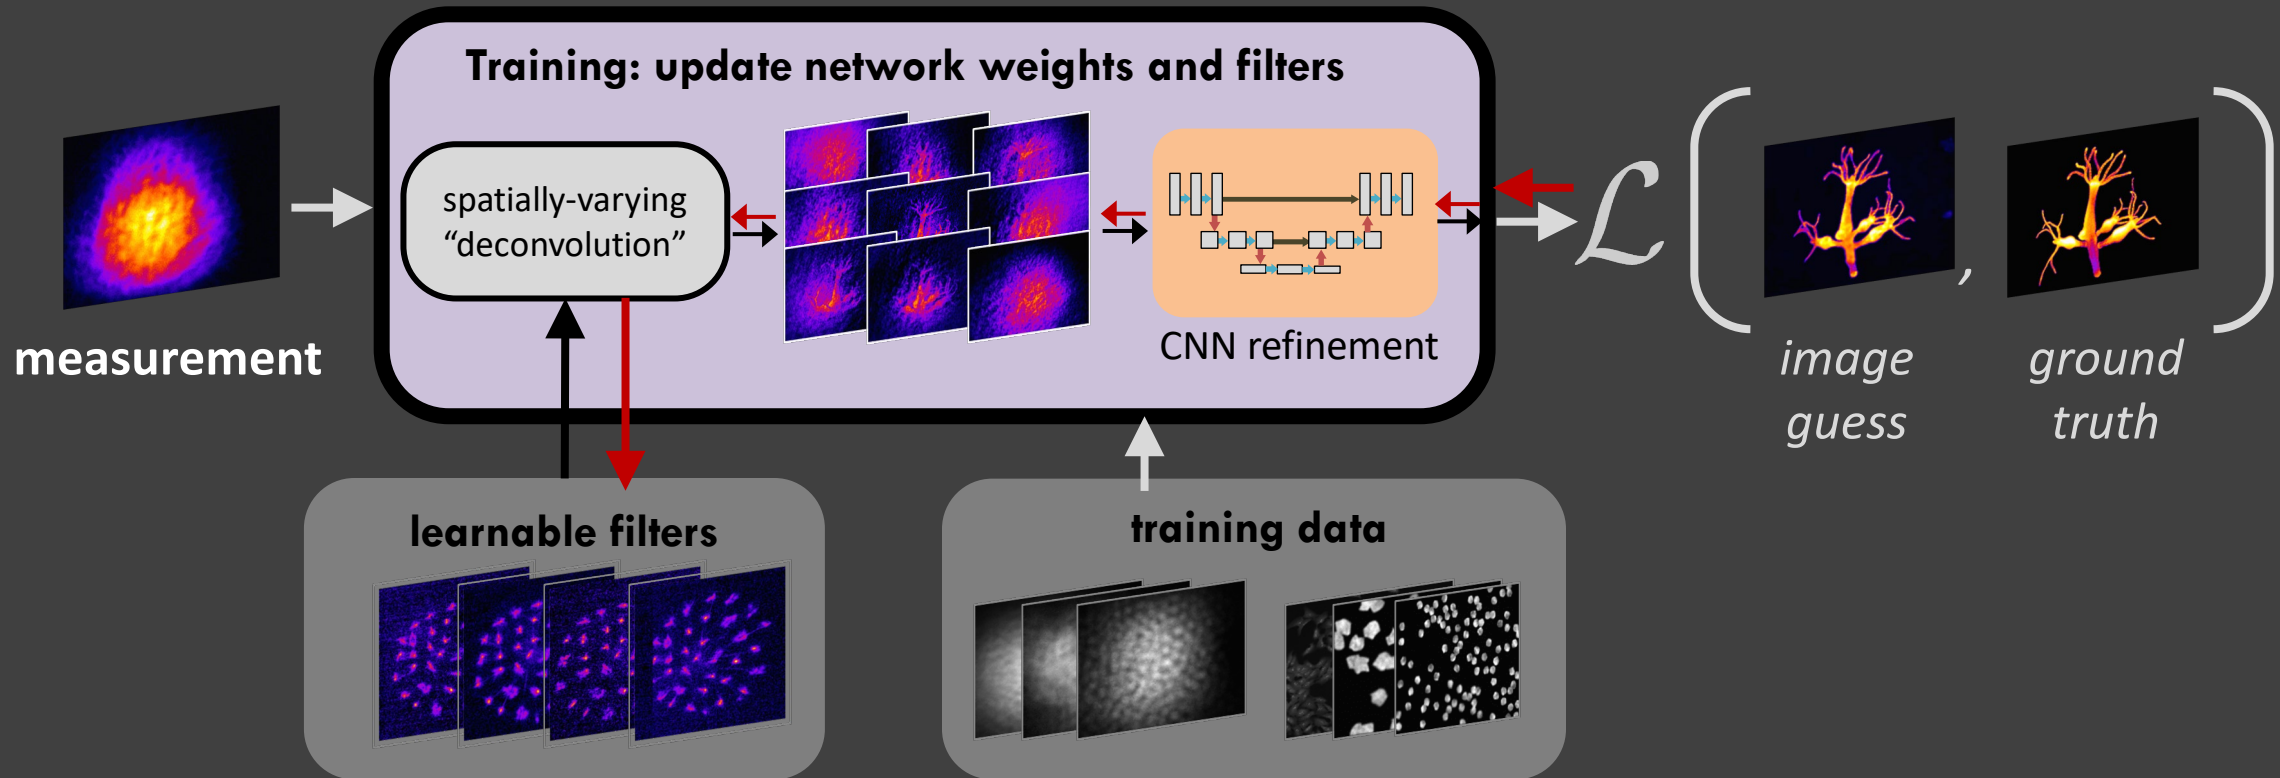 Training: update network weights and filters
measurement
spatially-varying
“deconvolution”
CNN refinement
ℒ
,
image
guess
ground
truth
learnable filters
training data